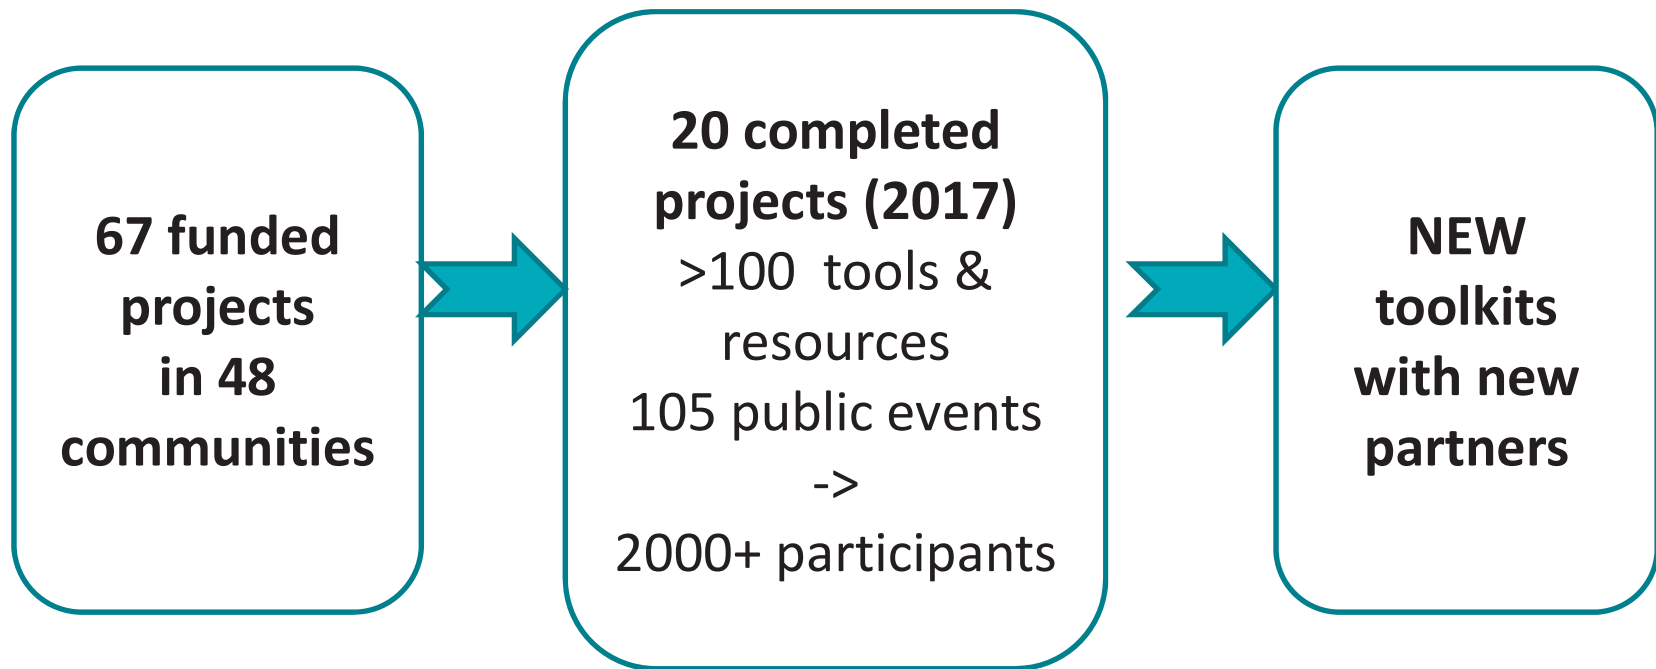 67 funded
projects
in 48
communities
20 completed
projects (2017)
>100  tools &
resources
105 public events
->
2000+ participants
NEW
toolkits
with new
partners